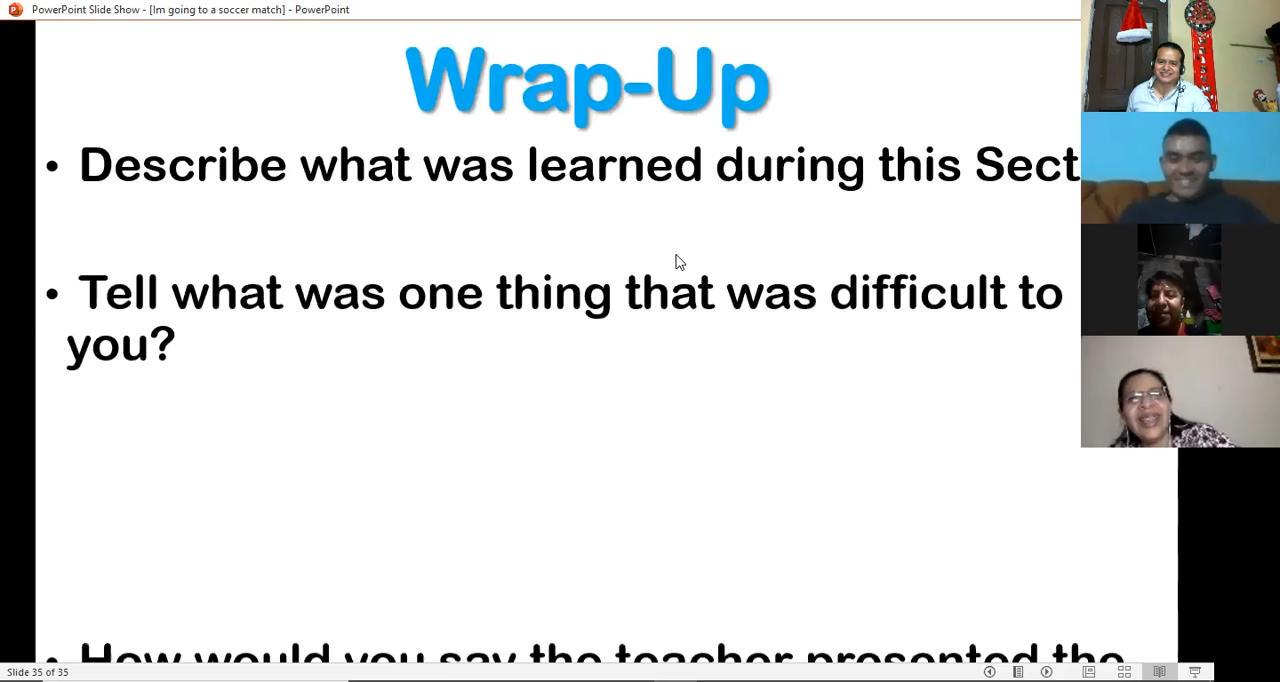 PowerPoint Slide Show - [Im going to a soccer match] - PowerPoint
Wrap-Up
• Describe what was learned during this Sect
• Tell what was one thing that was difficult to
you?
• How would you say the teacher presented the
Slide 35 of 35